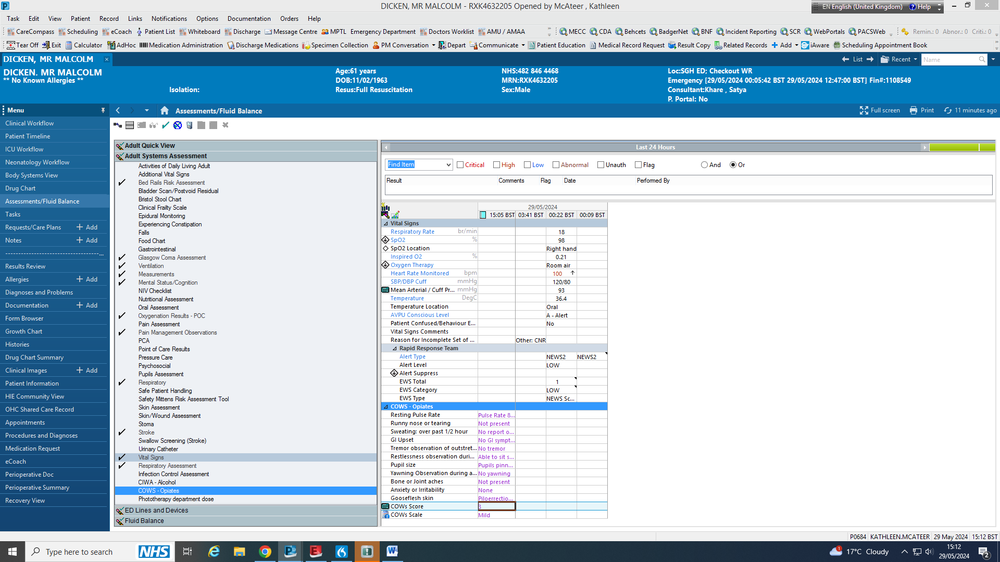 DICKEN, MR MALCOLM - RXK4632205 Opened by McAteer , Kathleen
EN English (United Kingdom) Help
Task Edit View Patient Record Links Notifications Options Documentation Orders Help
CareCompass Scheduling eCoach Patient List Whiteboard Discharge Message Centre MPTL Emergency Department Doctors Worklist AMU / AMAA MECC CDA Behcets BadgerNet BNF Incident Reporting SCR WebPortals PACSWeb Remin.: 0 Abnor.: 0 Criti.: 0
Tear Off Exit Calculator AdHoc Medication Administration Discharge Medications Specimen Collection PM Conversation Depart Communicate Patient Education Medical Record Request Result Copy Related Records Add iAware Scheduling Appointment Book
DICKEN, MR MALCOLM × List Recent Name
DICKEN, MR MALCOLM Age:61 years NHS:482 846 4468 Loc:SGH ED; Checkout WR
** No Known Allergies ** DOB:11/02/1963 MRN:RXK4632205 Emergency [29/05/2024 00:05:42 BST 29/05/2024 12:47:00 BST] Fin#:1108549
Isolation: Resus:Full Resuscitation Sex:Male Consultant:Khare , Satya
P. Portal: No
Menu Assessments/Fluid Balance Full screen Print 11 minutes ago
Clinical Workflow
Patient Timeline
ICU Workflow
Neonatology Workflow
Body Systems View
Drug Chart
Assessments/Fluid Balance
Tasks
Requests/Care Plans + Add
Notes + Add
Results Review
Allergies + Add
Diagnoses and Problems
Documentation + Add
Form Browser
Growth Chart
Histories
Drug Chart Summary
Clinical Images + Add
Patient Information
HIE Community View
OHC Shared Care Record
Appointments
Procedures and Diagnoses
Medication Request
eCoach
Perioperative Doc
Perioperative Summary
Recovery View
Adult Quick View
Adult Systems Assessment
Activities of Daily Living Adult
Additional Vital Signs
Bed Rails Risk Assessment
Bladder Scan/Postvoid Residual
Bristol Stool Chart
Clinical Frailty Scale
Epidural Monitoring
Experiencing Constipation
Falls
Food Chart
Gastrointestinal
Glasgow Coma Assessment
Ventilation
Measurements
Mental Status/Cognition
NIV Checklist
Nutritional Assessment
Oral Assessment
Oxygenation Results - POC
Pain Assessment
Pain Management Observations
PCA
Point of Care Results
Pressure Care
Psychosocial
Pupils Assessment
Respiratory
Safe Patient Handling
Safety Mittens Risk Assessment Tool
Skin Assessment
Skin/Wound Assessment
Stoma
Stroke
Swallow Screening (Stroke)
Urinary Catheter
Vital Signs
Respiratory Assessment
Infection Control Assessment
CIWA - Alcohol
COWS - Opiates
Phototherapy department dose
ED Lines and Devices
Fluid Balance
Last 24 Hours
Find Item Critical High Low Abnormal Unauth Flag And Or
Result Comments Flag Date Performed By
29/05/2024
15:05 BST 03:41 BST 00:22 BST 00:09 BST
Vital Signs
Respiratory Rate br/min 18
SpO2 % 98
SpO2 Location Right hand
Inspired O2 % 0.21
Oxygen Therapy Room air
Heart Rate Monitored bpm 100 ↑
SBP/DBP Cuff mmHg 120/80
Mean Arterial / Cuff Pr... mmHg 93
Temperature DegC 36.4
Temperature Location Oral
AVPU Conscious Level A - Alert
Patient Confused/Behaviour E... No
Vital Signs Comments
Reason for Incomplete Set of ... Other: CNR
Rapid Response Team
Alert Type NEWS2 NEWS2
Alert Level LOW
Alert Suppress
EWS Total 1
EWS Category LOW
EWS Type NEWS Sc...
COWS - Opiates
Resting Pulse Rate Pulse Rate 8...
Runny nose or tearing Not present
Sweating: over past 1/2 hour No report o...
GI Upset No GI sympt...
Tremor observation of outstret... No tremor
Restlessness observation duri... Able to sit s...
Pupil size Pupils pinn...
Yawning Observation during a... No yawning
Bone or Joint aches Not present
Anxiety or Irritability None
Gooseflesh skin Piloerrectio...
COWs Score 3
COWs Scale Mild
P0684 KATHLEEN.MCATEER 29 May 2024 15:12 BST
Type here to search NHS 1 17°C Cloudy 15:12
29/05/2024 2